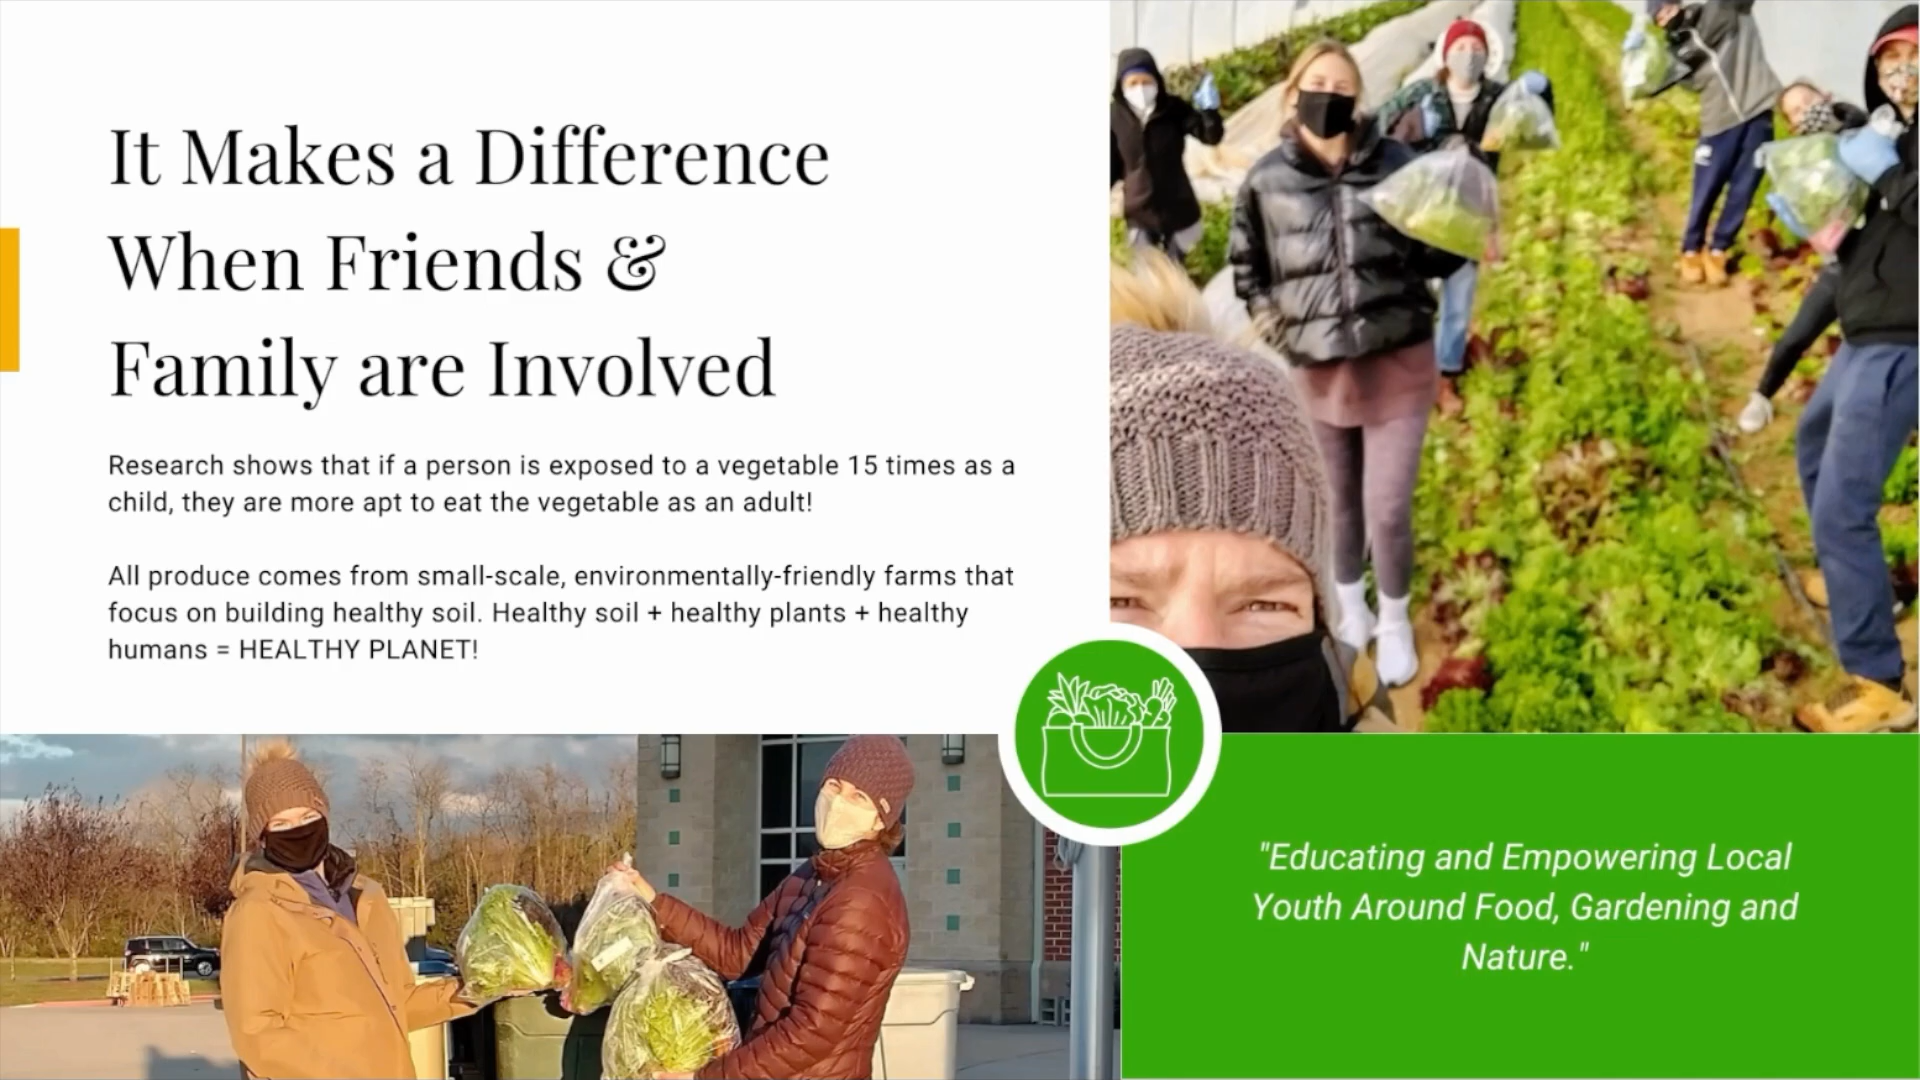 It Makes a Difference
When Friends &
Family are Involved
Research shows that if a person is exposed to a vegetable 15 times as a
child, they are more apt to eat the vegetable as an adult!
All produce comes from small-scale, environmentally-friendly farms that
focus on building healthy soil. Healthy soil + healthy plants + healthy
humans = HEALTHY PLANET!
"Educating and Empowering Local
Youth Around Food, Gardening and
Nature."